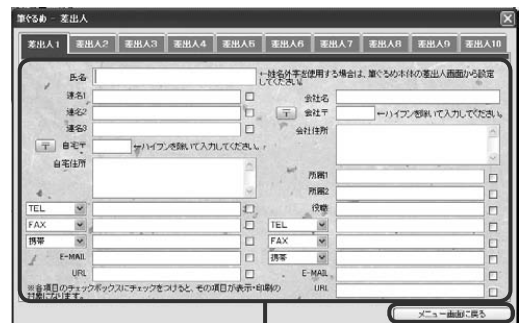 筆ぐるめ - 差出人
差出人1 差出人2 差出人3 差出人4 差出人5 差出人6 差出人7 差出人8 差出人9 差出人10
氏名
←姓名外字を使用する場合は、筆ぐるめ本体の差出人画面から設定
してください。
連名1
連名2
連名3
〒 自宅〒 ←ハイフンを除いて入力してください。
自宅住所
TEL
FAX
携帯
E-MAIL
URL
※各項目のチェックボックスにチェックをつけると、その項目が表示・印刷の
対象になります。
会社名
〒 会社〒 ←ハイフンを除いて入力してください。
会社住所
所属1
所属2
役職
TEL
FAX
携帯
E-MAIL
URL
メニュー画面に戻る